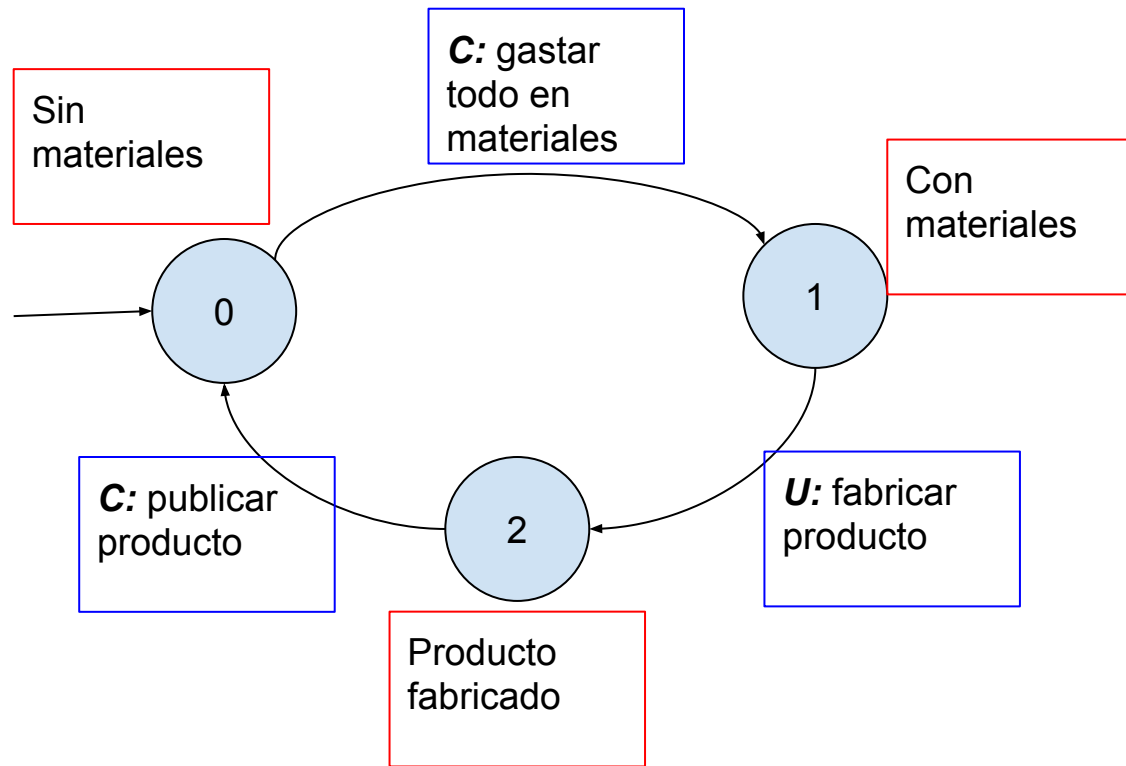 C: gastar
todo en
materiales
Sin
materiales
Con
materiales
0
1
C: publicar
producto
2
U: fabricar
producto
Producto
fabricado